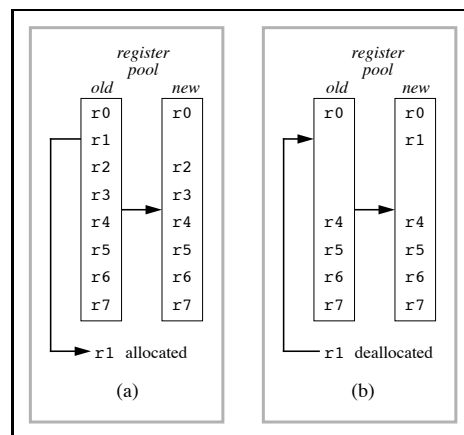 register
pool
old new
r0 r0
r1
r2 r2
r3 r3
r4 r4
r5 r5
r6 r6
r7 r7
r1 allocated
(a)
register
pool
old new
r0 r0
r1
r4 r4
r5 r5
r6 r6
r7 r7
r1 deallocated
(b)